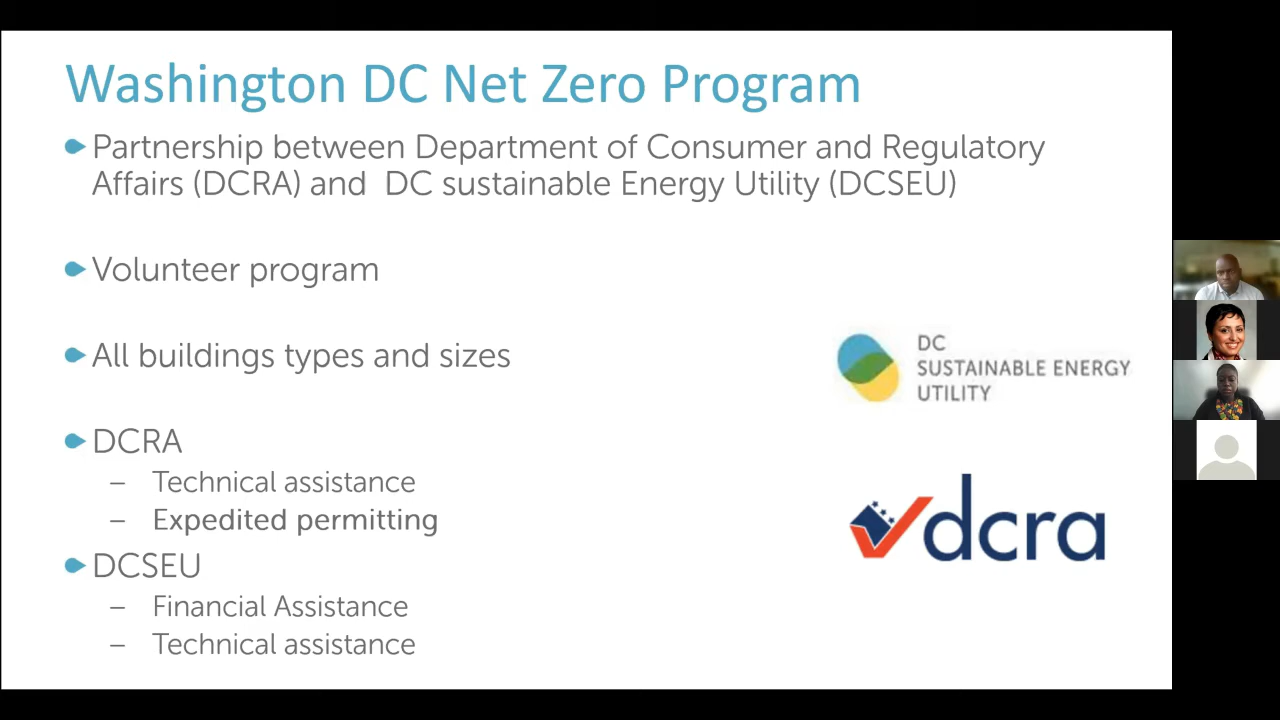 Washington DC Net Zero Program
Partnership between Department of Consumer and Regulatory
Affairs (DCRA) and DC sustainable Energy Utility (DCSEU)
Volunteer program
All buildings types and sizes
DC
SUSTAINABLE ENERGY
UTILITY
DCRA
– Technical assistance
– Expedited permitting
dcra
DCSEU
– Financial Assistance
– Technical assistance